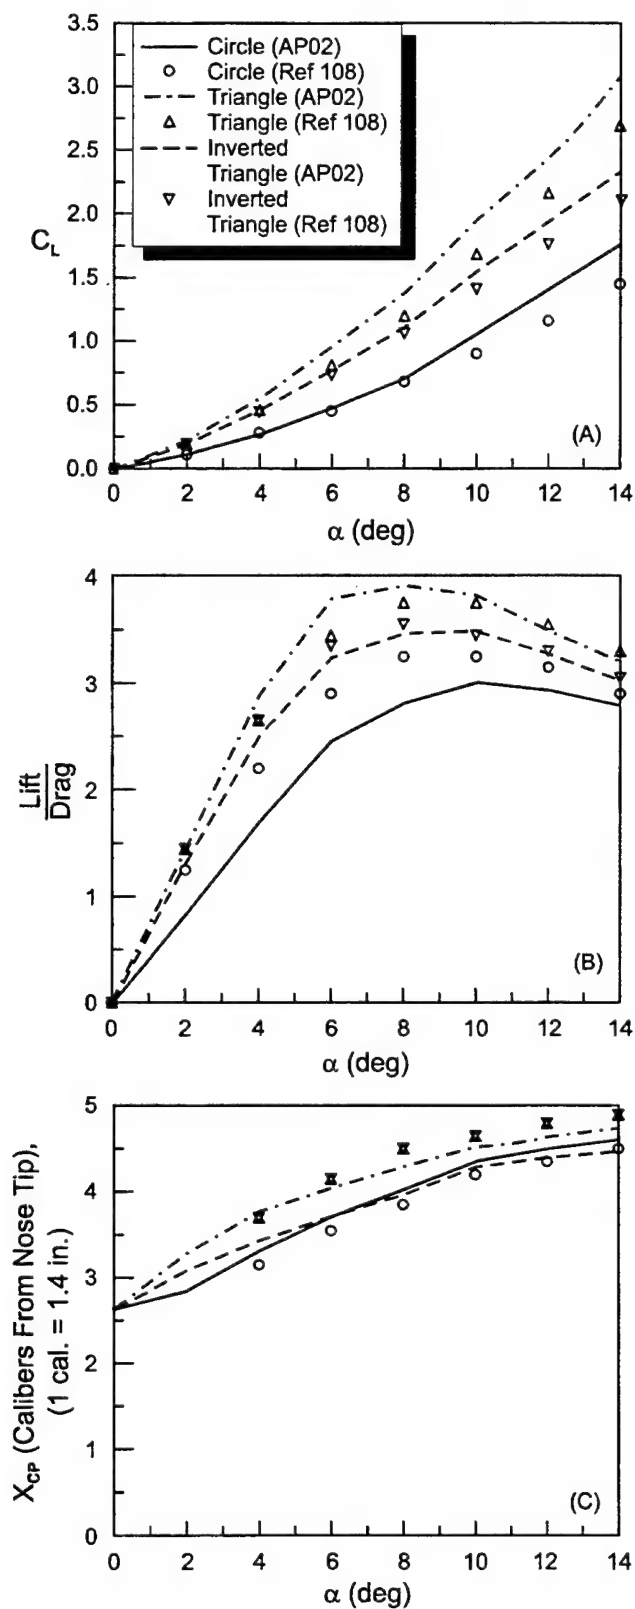 3.5
3.0
2.5
2.0
1.5
1.0
0.5
0.0
C_L
Circle (AP02)
Circle (Ref 108)
Triangle (AP02)
Triangle (Ref 108)
Inverted
Triangle (AP02)
Inverted
Triangle (Ref 108)
(A)
0 2 4 6 8 10 12 14
α (deg)
4
3
2
1
0
Lift
Drag
(B)
0 2 4 6 8 10 12 14
α (deg)
5
4
3
2
1
0
X_CP (Calibers From Nose Tip),
(1 cal. = 1.4 in.)
(C)
0 2 4 6 8 10 12 14
α (deg)